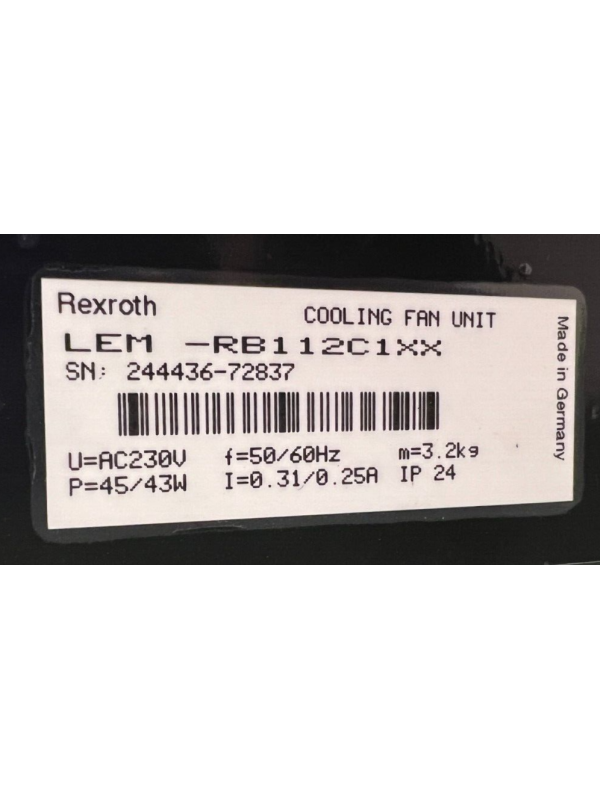 Rexroth
COOLING FAN UNIT
LEM -RB112C1XX
SN: 244436-72837
U=AC230V f=50/60Hz m=3.2kg
P=45/43W I=0.31/0.25A IP 24
Made in Germany